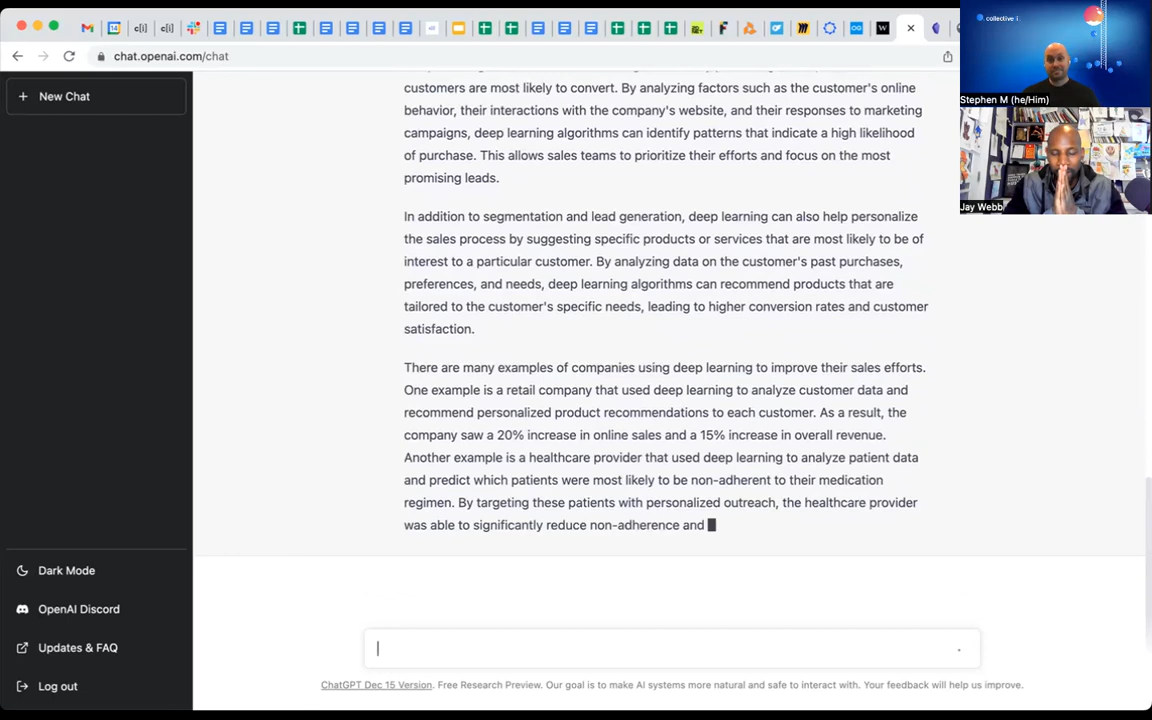 chat.openai.com/chat
collective i.
Stephen M (he/Him)
Jay Webb
New Chat
customers are most likely to convert. By analyzing factors such as the customer's online
behavior, their interactions with the company's website, and their responses to marketing
campaigns, deep learning algorithms can identify patterns that indicate a high likelihood
of purchase. This allows sales teams to prioritize their efforts and focus on the most
promising leads.
In addition to segmentation and lead generation, deep learning can also help personalize
the sales process by suggesting specific products or services that are most likely to be of
interest to a particular customer. By analyzing data on the customer's past purchases,
preferences, and needs, deep learning algorithms can recommend products that are
tailored to the customer's specific needs, leading to higher conversion rates and customer
satisfaction.
There are many examples of companies using deep learning to improve their sales efforts.
One example is a retail company that used deep learning to analyze customer data and
recommend personalized product recommendations to each customer. As a result, the
company saw a 20% increase in online sales and a 15% increase in overall revenue.
Another example is a healthcare provider that used deep learning to analyze patient data
and predict which patients were most likely to be non-adherent to their medication
regimen. By targeting these patients with personalized outreach, the healthcare provider
was able to significantly reduce non-adherence and
Dark Mode
OpenAI Discord
Updates & FAQ
Log out
ChatGPT Dec 15 Version. Free Research Preview. Our goal is to make AI systems more natural and safe to interact with. Your feedback will help us improve.